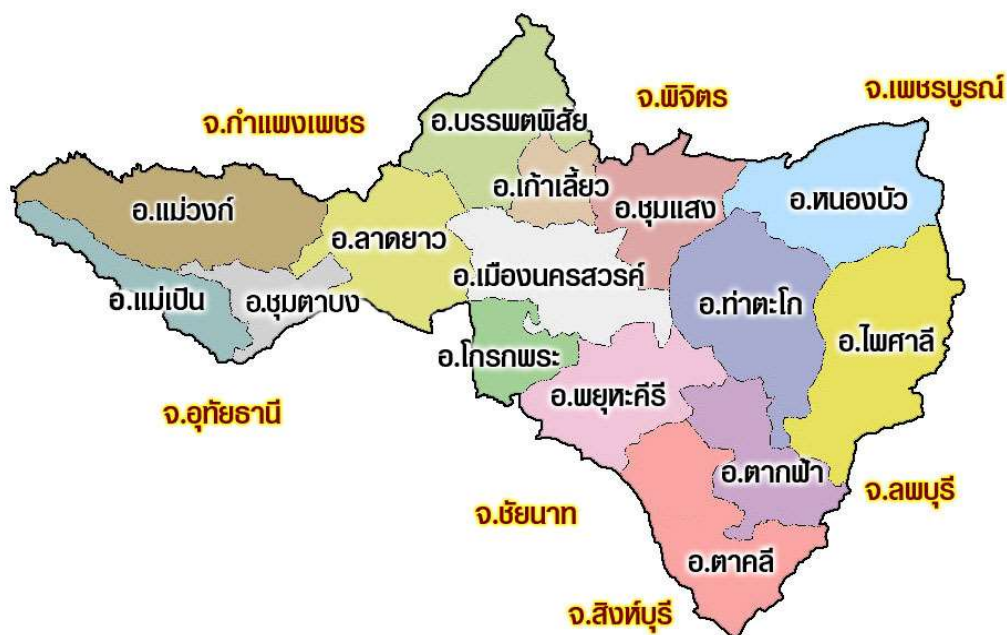 จ.เพชรบูรณ์
จ.พิจิตร
จ.กำแพงเพชร
อ.บรรพตพิสัย
อ.เก้าเลี้ยว
อ.หนองบัว
อ.ชุมแสง
อ.แม่วงก์
อ.ลาดยาว
อ.เมืองนครสวรรค์
อ.แม่เปิน
อ.ชุมตาบง
อ.ท่าตะโก
อ.ไพศาลี
อ.โกรกพระ
อ.พยุหะคีรี
จ.อุทัยธานี
อ.ตากฟ้า
จ.ลพบุรี
จ.ชัยนาท
อ.ตาคลี
จ.สิงห์บุรี